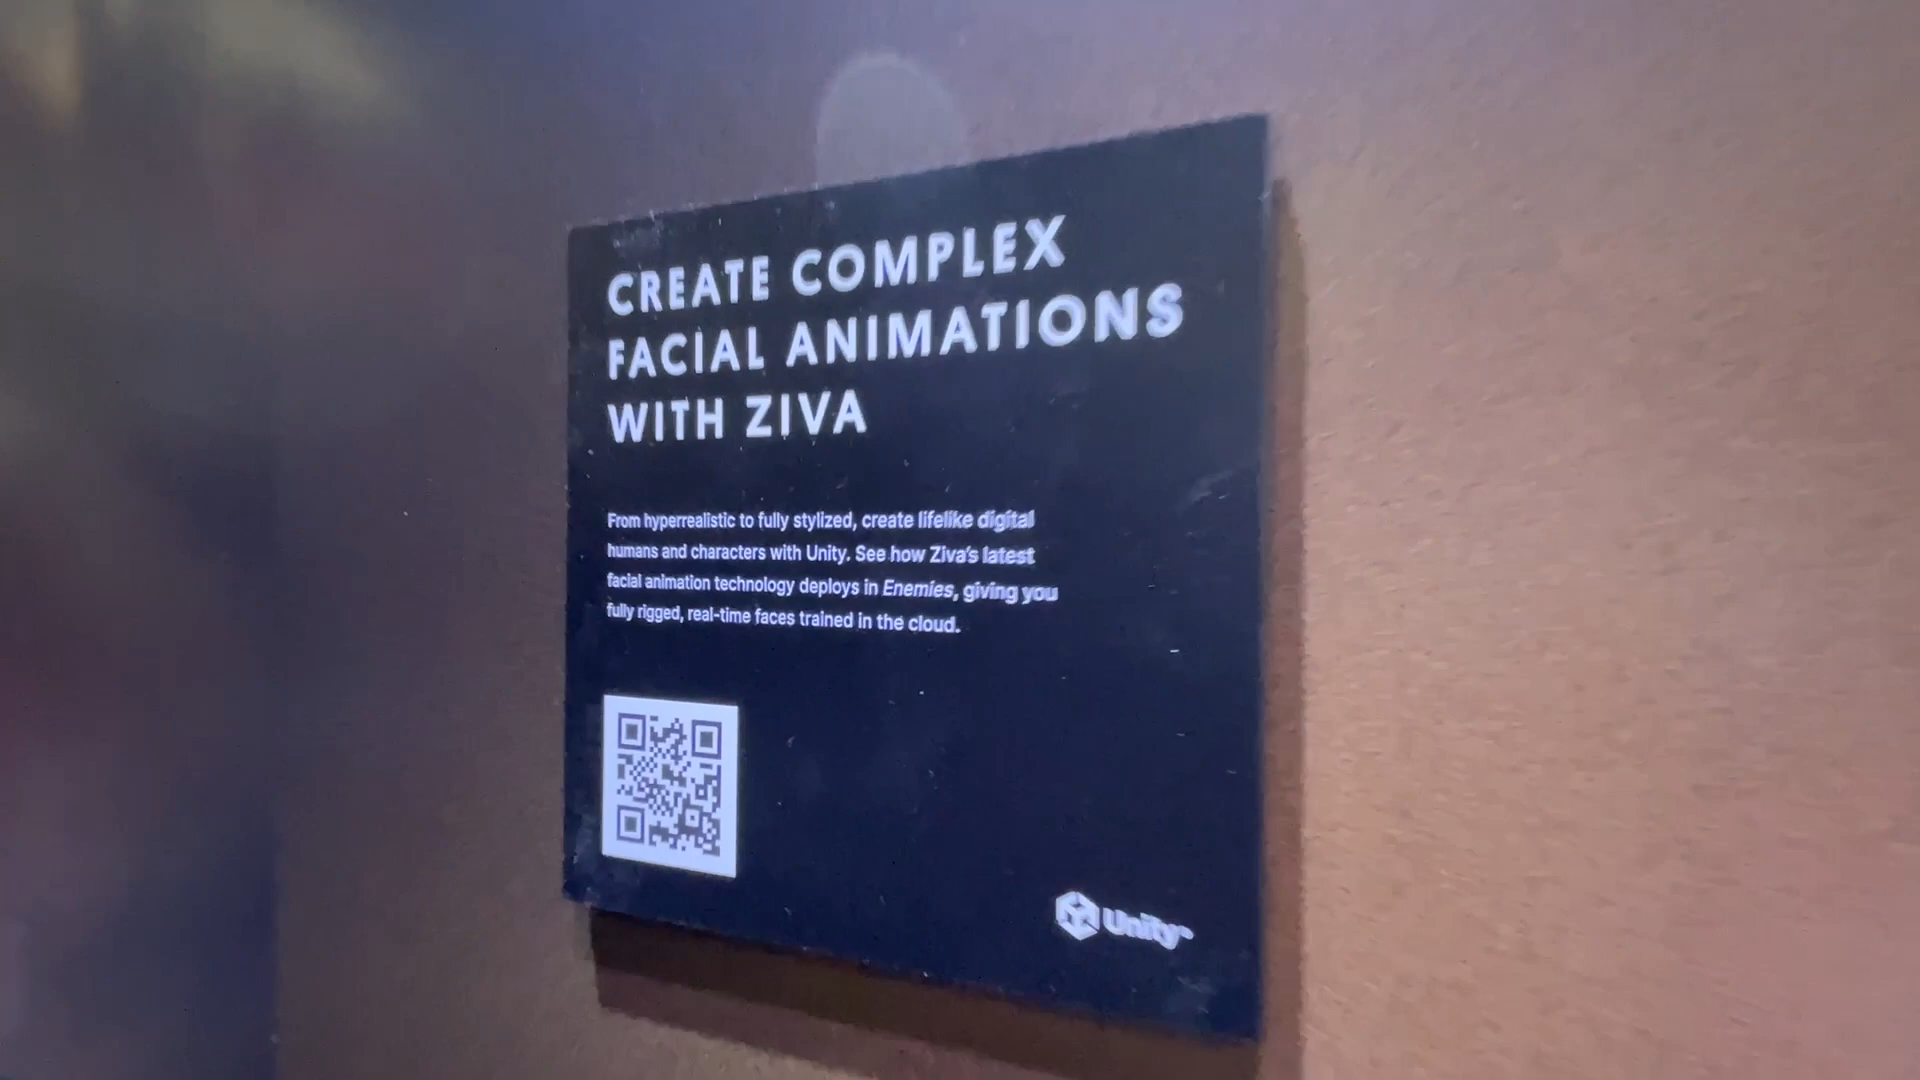 CREATE COMPLEX
FACIAL ANIMATIONS
WITH ZIVA
From hyperrealistic to fully stylized, create lifelike digital
humans and characters with Unity. See how Ziva's latest
facial animation technology deploys in Enemies, giving you
fully rigged, real-time faces trained in the cloud.
Unity